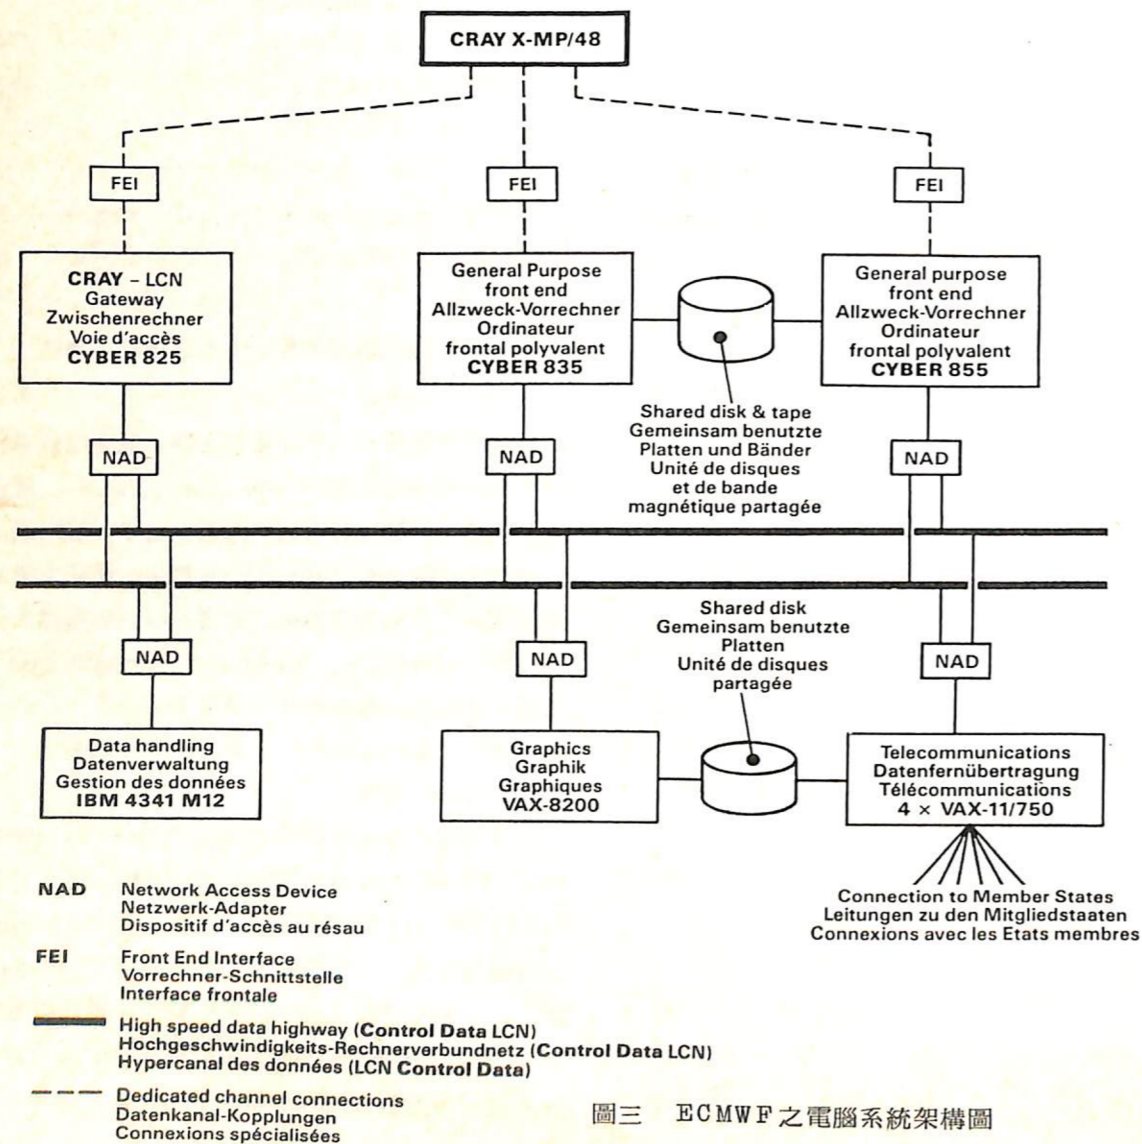 CRAY X-MP/48
FEI
FEI
FEI
CRAY – LCN
Gateway
Zwischenrechner
Voie d'accès
CYBER 825
General Purpose
front end
Allzweck-Vorrechner
Ordinateur
frontal polyvalent
CYBER 835
General purpose
front end
Allzweck-Vorrechner
Ordinateur
frontal polyvalent
CYBER 855
Shared disk & tape
Gemeinsam benutzte
Platten und Bänder
Unité de disques
et de bande
magnétique partagée
NAD
NAD
NAD
Shared disk
Gemeinsam benutzte
Platten
Unité de disques
partagée
NAD
NAD
NAD
Data handling
Datenverwaltung
Gestion des données
IBM 4341 M12
Graphics
Graphik
Graphiques
VAX-8200
Telecommunications
Datenfernübertragung
Télécommunications
4 × VAX-11/750
Connection to Member States
Leitungen zu den Mitgliedstaaten
Connexions avec les Etats membres
NAD Network Access Device
Netzwerk-Adapter
Dispositif d'accès au résau
FEI Front End Interface
Vorrechner-Schnittstelle
Interface frontale
High speed data highway (Control Data LCN)
Hochgeschwindigkeits-Rechnerverbundnetz (Control Data LCN)
Hypercanal des données (LCN Control Data)
Dedicated channel connections
Datenkanal-Kopplungen
Connexions spécialisées
圖三 ECMWF之電腦系統架構圖